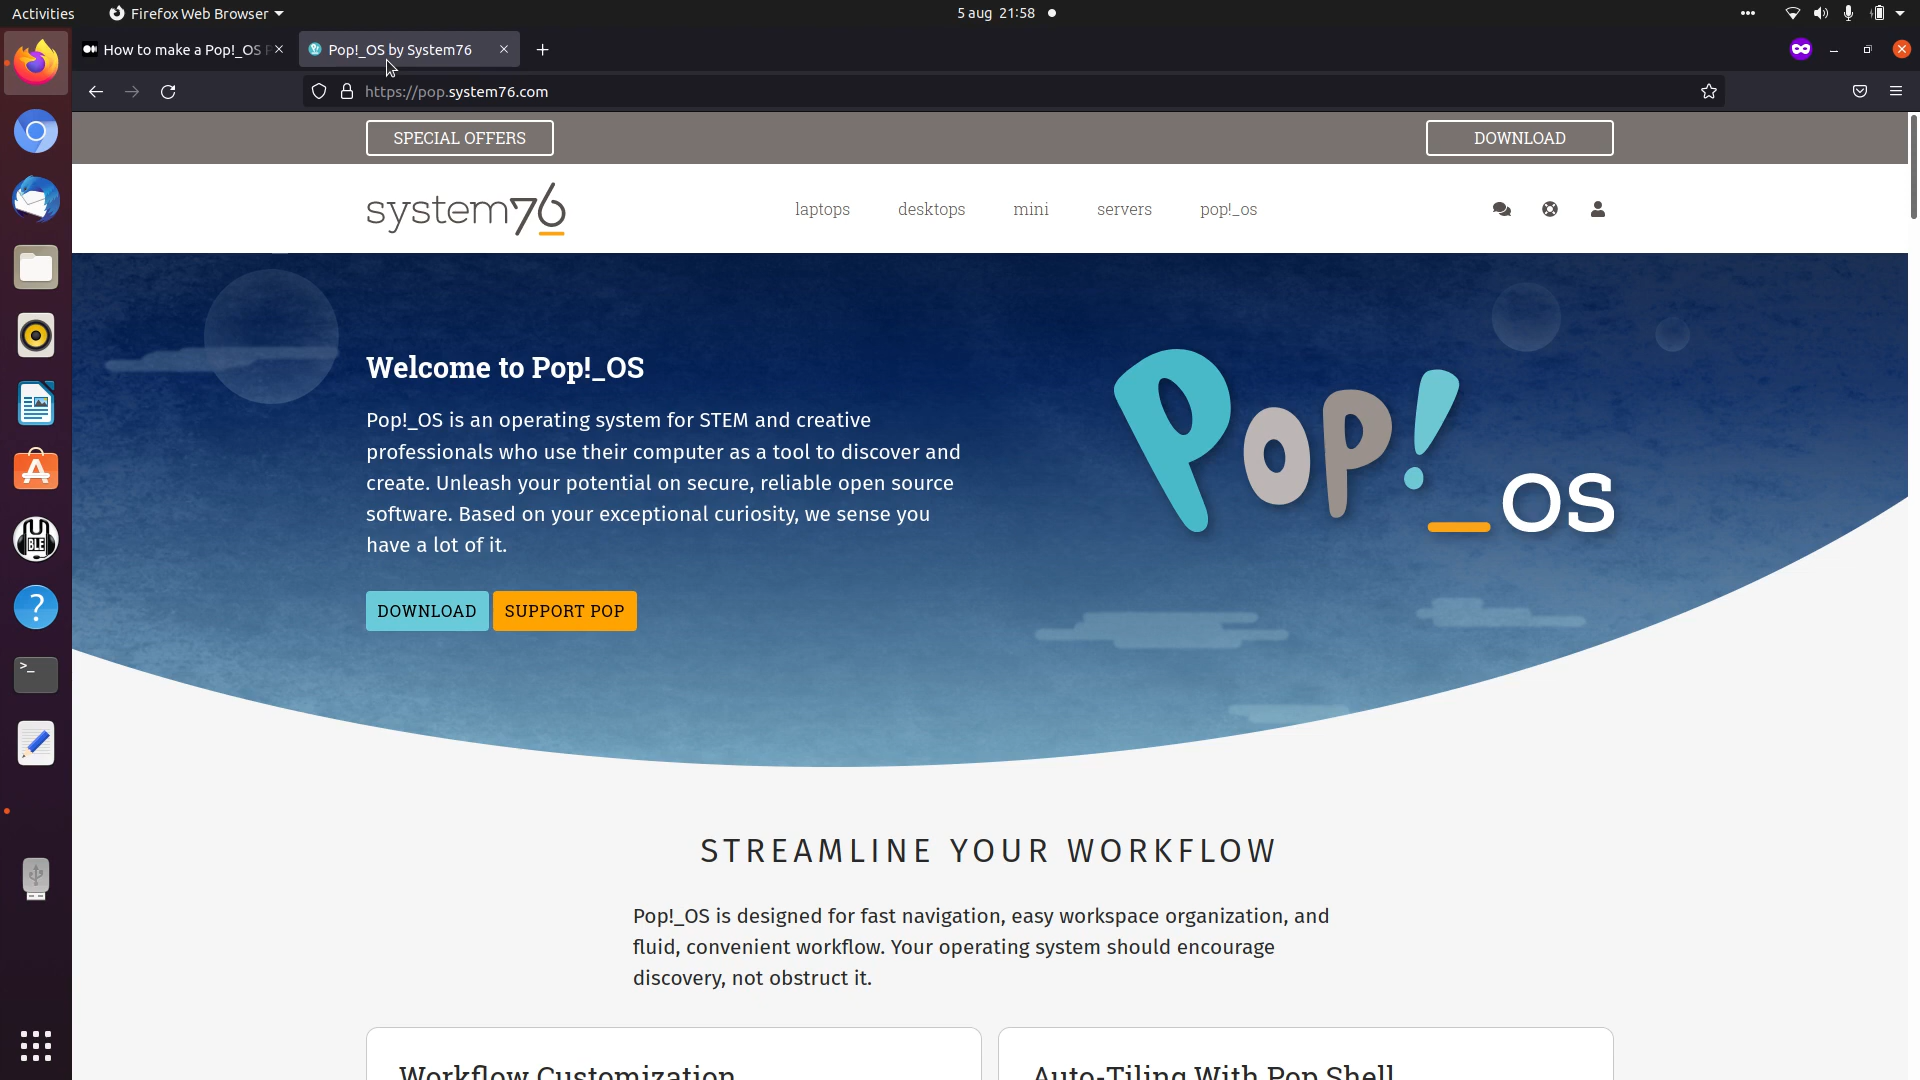 Activities
Firefox Web Browser
5 aug 21:58
How to make a Pop!_OS
Pop!_OS by System76
https://pop.system76.com
SPECIAL OFFERS
DOWNLOAD
system76
laptops
desktops
mini
servers
pop!_os
Welcome to Pop!_OS
Pop!_OS is an operating system for STEM and creative
professionals who use their computer as a tool to discover and
create. Unleash your potential on secure, reliable open source
software. Based on your exceptional curiosity, we sense you
have a lot of it.
DOWNLOAD
SUPPORT POP
Pop!_OS
BLE
STREAMLINE YOUR WORKFLOW
Pop!_OS is designed for fast navigation, easy workspace organization, and
fluid, convenient workflow. Your operating system should encourage
discovery, not obstruct it.
Workflow Customization
Auto-Tiling With Pop Shell